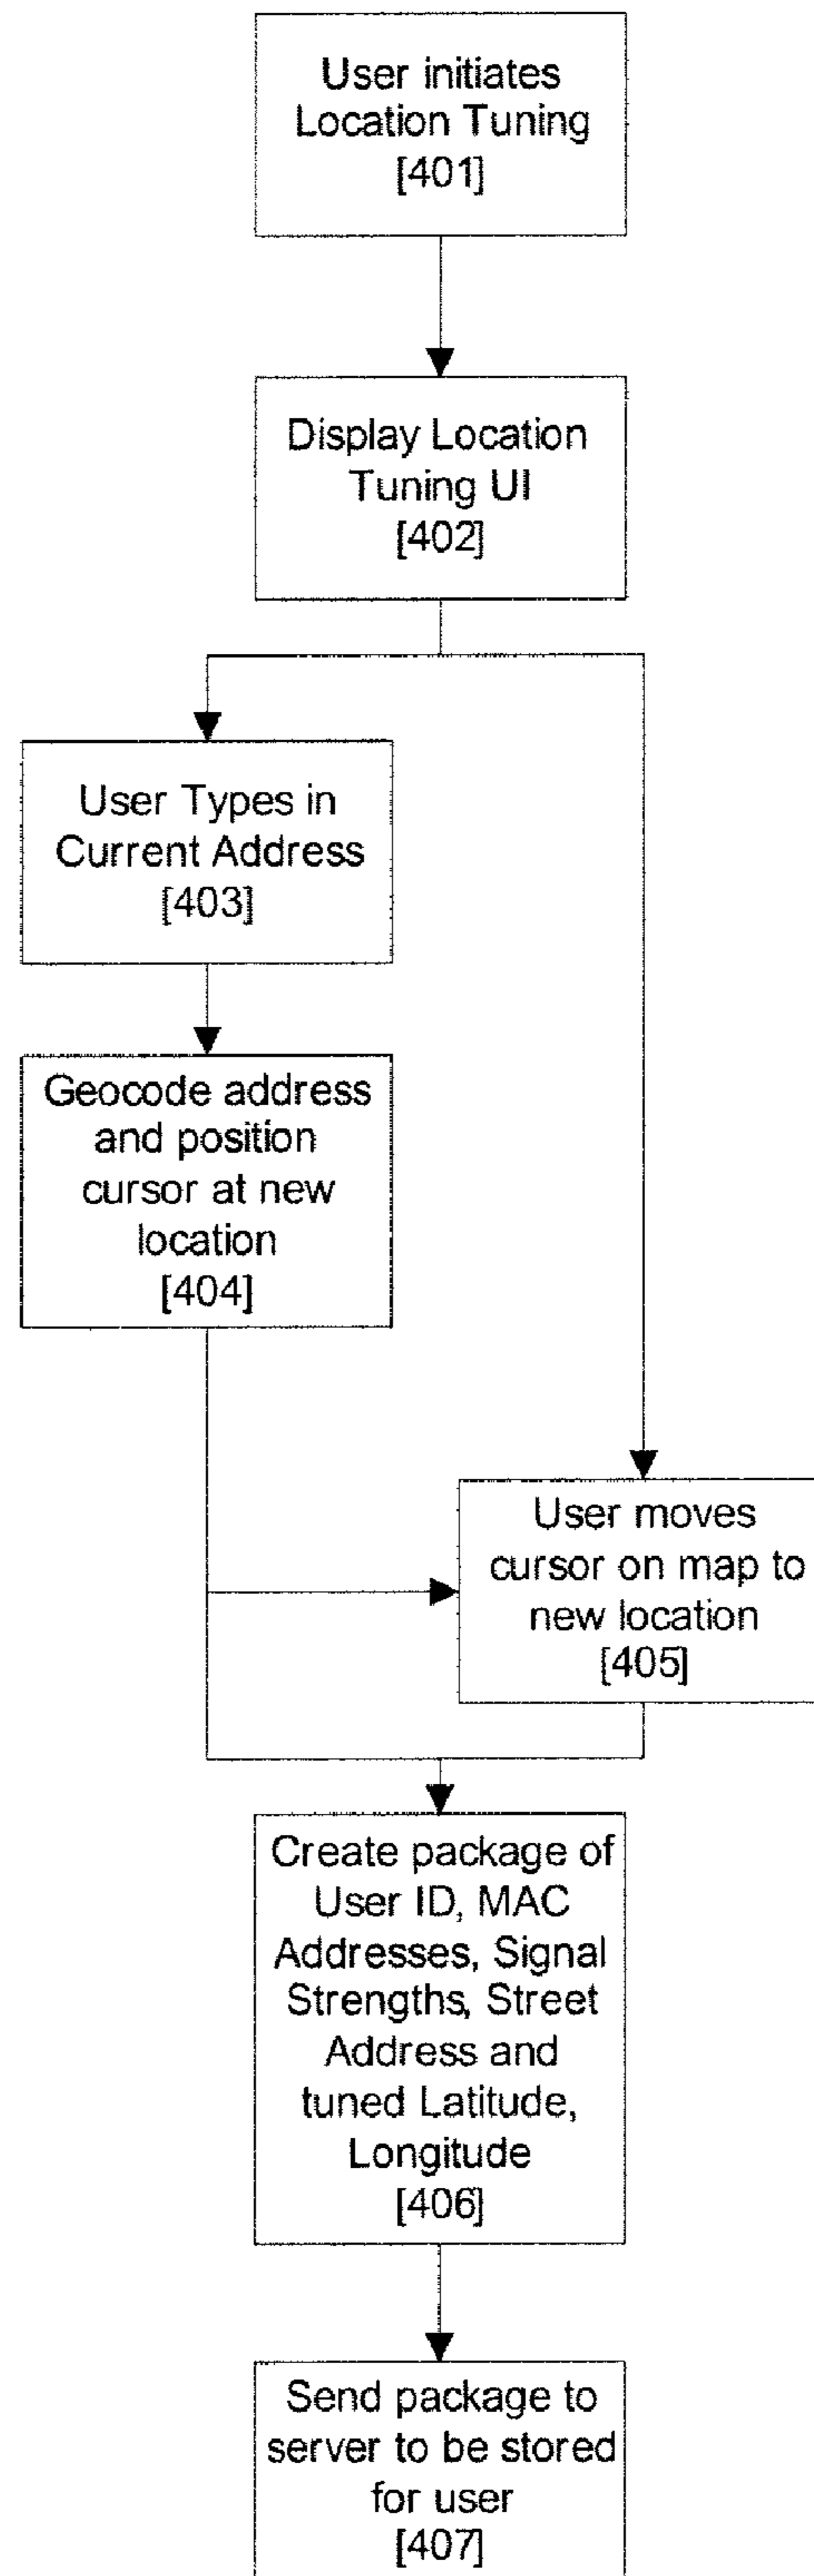 User initiates
Location Tuning
[401]
Display Location
Tuning UI
[402]
User Types in
Current Address
[403]
Geocode address
and position
cursor at new
location
[404]
User moves
cursor on map to
new location
[405]
Create package of
User ID, MAC
Addresses, Signal
Strengths, Street
Address and
tuned Latitude,
Longitude
[406]
Send package to
server to be stored
for user
[407]